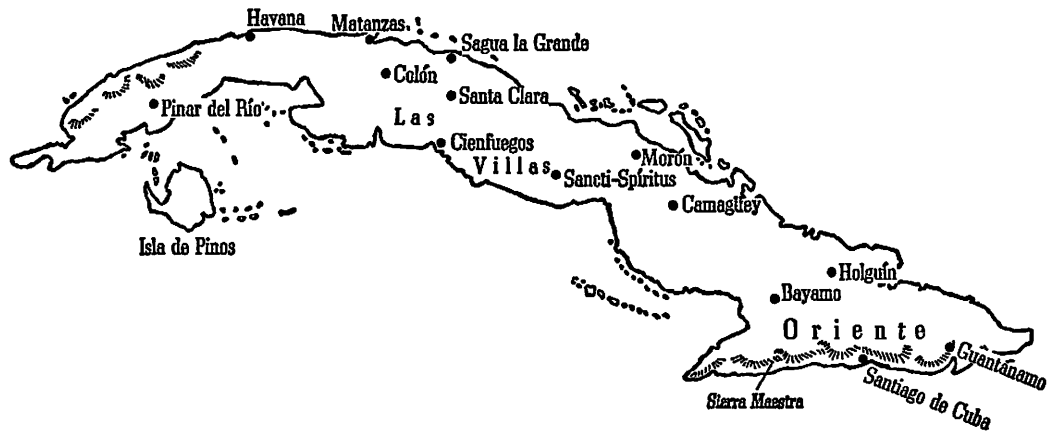 Havana
Matanzas
Sagua la Grande
Colón
Santa Clara
Pinar del Río
Las
Cienfuegos
Villas
Morón
Sancti-Spíritus
Camagüey
Isla de Pinos
Holguín
Bayamo
Oriente
Guantánamo
Sierra Maestra
Santiago de Cuba